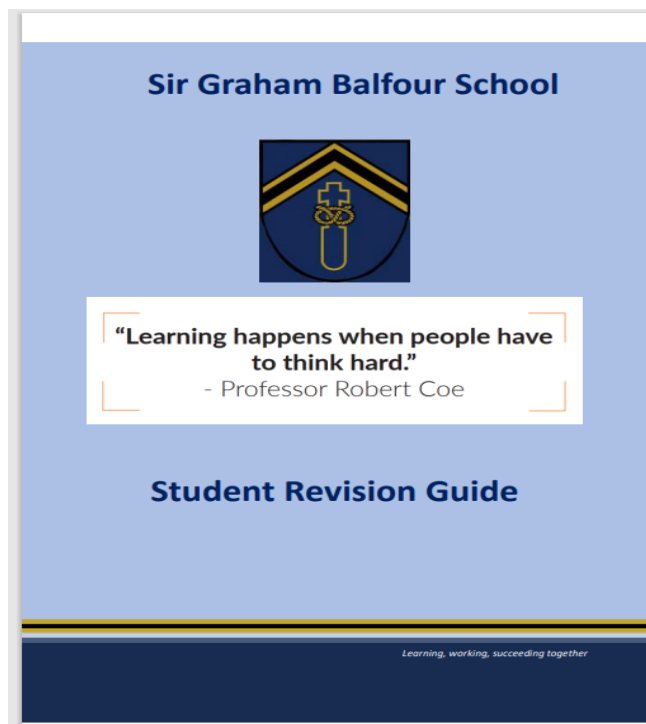 Sir Graham Balfour School
“Learning happens when people have
to think hard.”
- Professor Robert Coe
Student Revision Guide
Learning, working, succeeding together